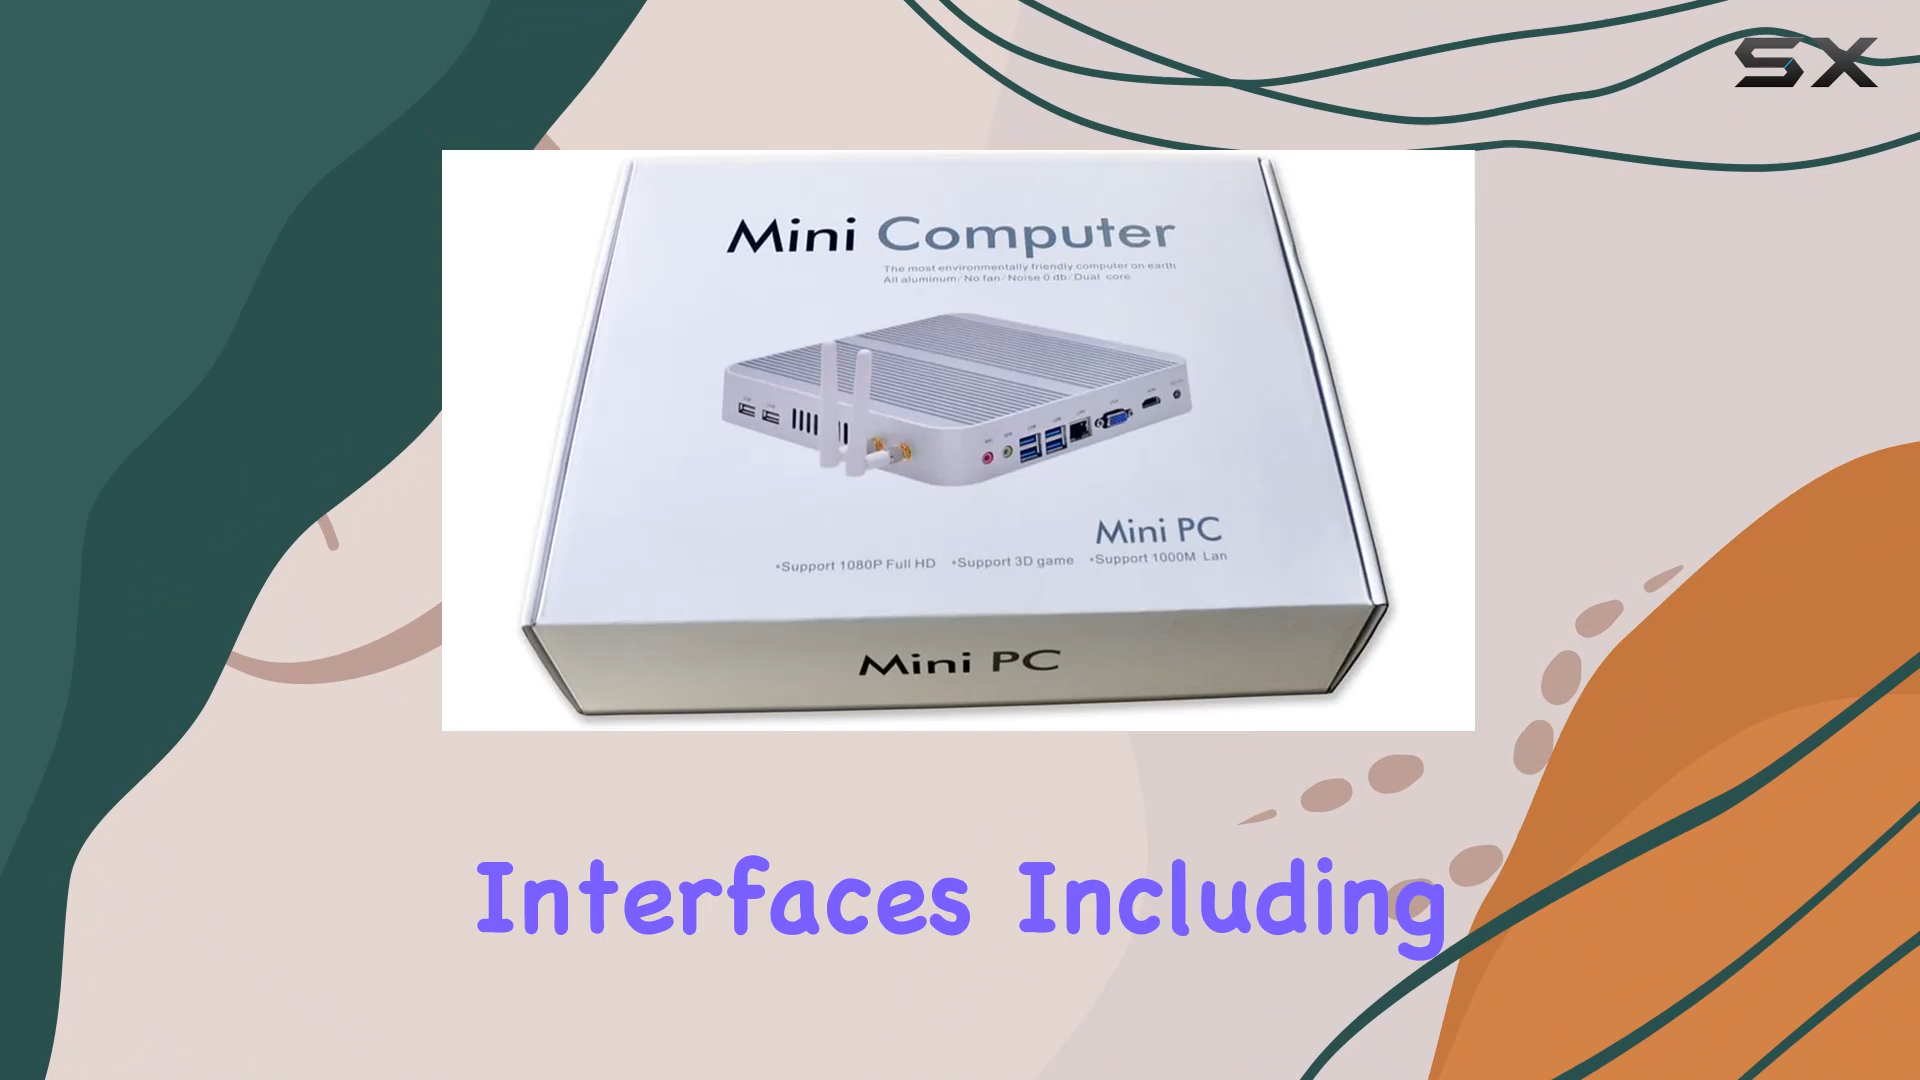 SX
Mini Computer
The most environmentally friendly computer on earth
All aluminum/No fan/Noise 0 db/Dual core
Mini PC
•Support 1080P Full HD •Support 3D game •Support 1000M Lan
Mini PC
Interfaces Including